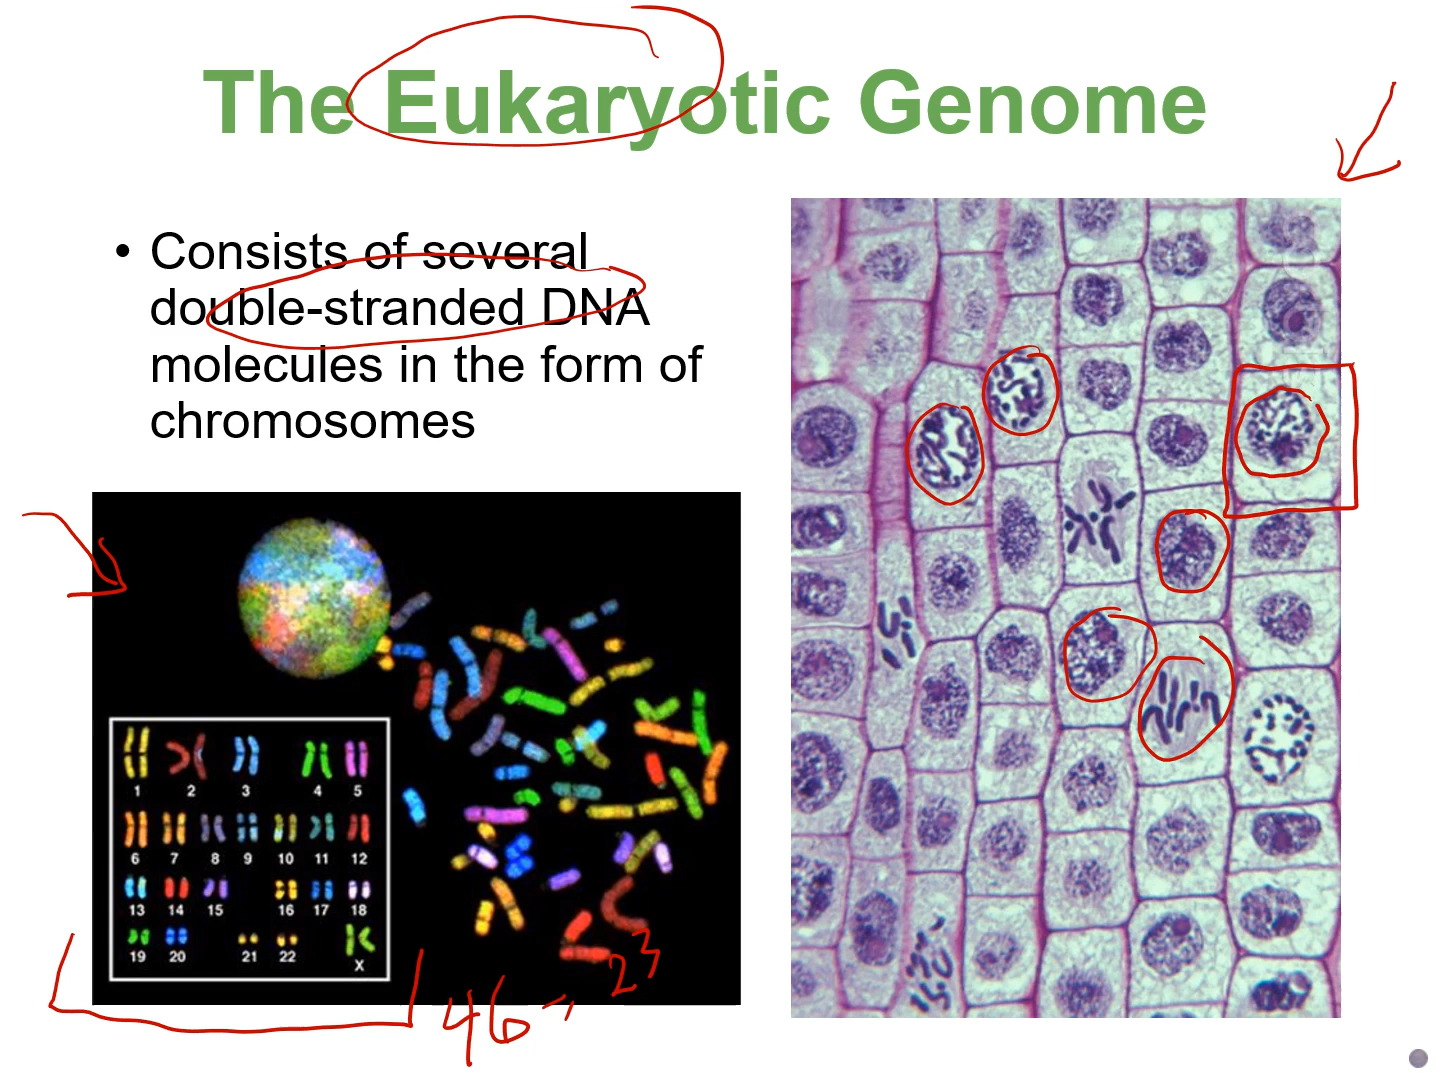 The Eukaryotic Genome
• Consists of several
double-stranded DNA
molecules in the form of
chromosomes
1 2 3 4 5
6 7 8 9 10 11 12
13 14 15 16 17 18
19 20 21 22 X
46 23